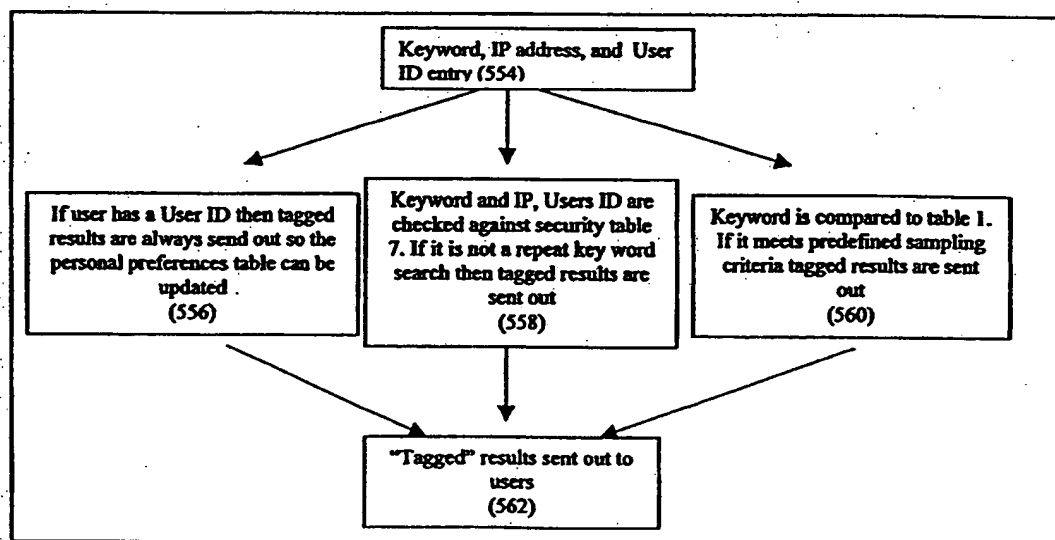 Keyword, IP address, and User
ID entry (554)
If user has a User ID then tagged
results are always send out so the
personal preferences table can be
updated .
(556)
Keyword and IP, Users ID are
checked against security table
7. If it is not a repeat key word
search then tagged results are
sent out
(558)
Keyword is compared to table 1.
If it meets predefined sampling
criteria tagged results are sent
out
(560)
“Tagged” results sent out to
users
(562)